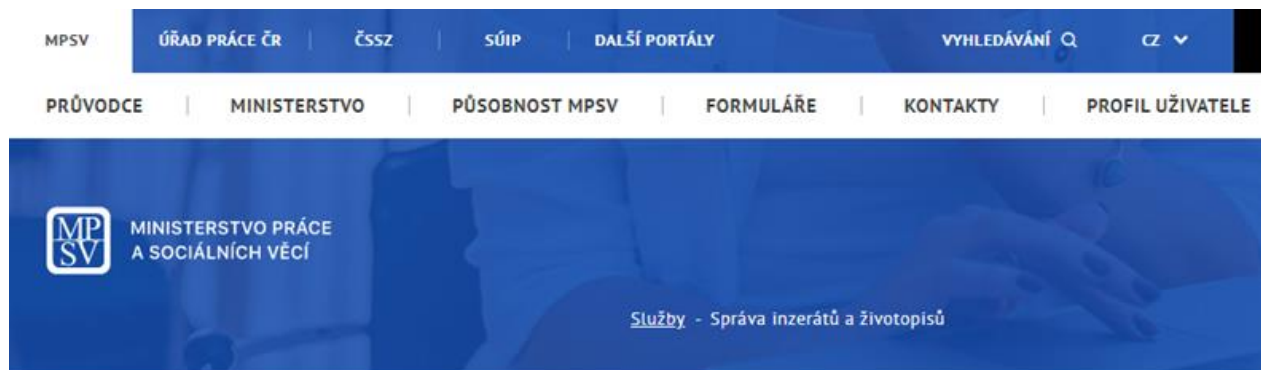 MPSV ÚŘAD PRÁCE ČR ČSSZ SÚIP DALŠÍ PORTÁLY VYHLEDÁVÁNÍ CZ
PRŮVODCE MINISTERSTVO PŮSOBNOST MPSV FORMULÁŘE KONTAKTY PROFIL UŽIVATELE
MP
SV
MINISTERSTVO PRÁCE
A SOCIÁLNÍCH VĚCÍ
Služby - Správa inzerátů a životopisů